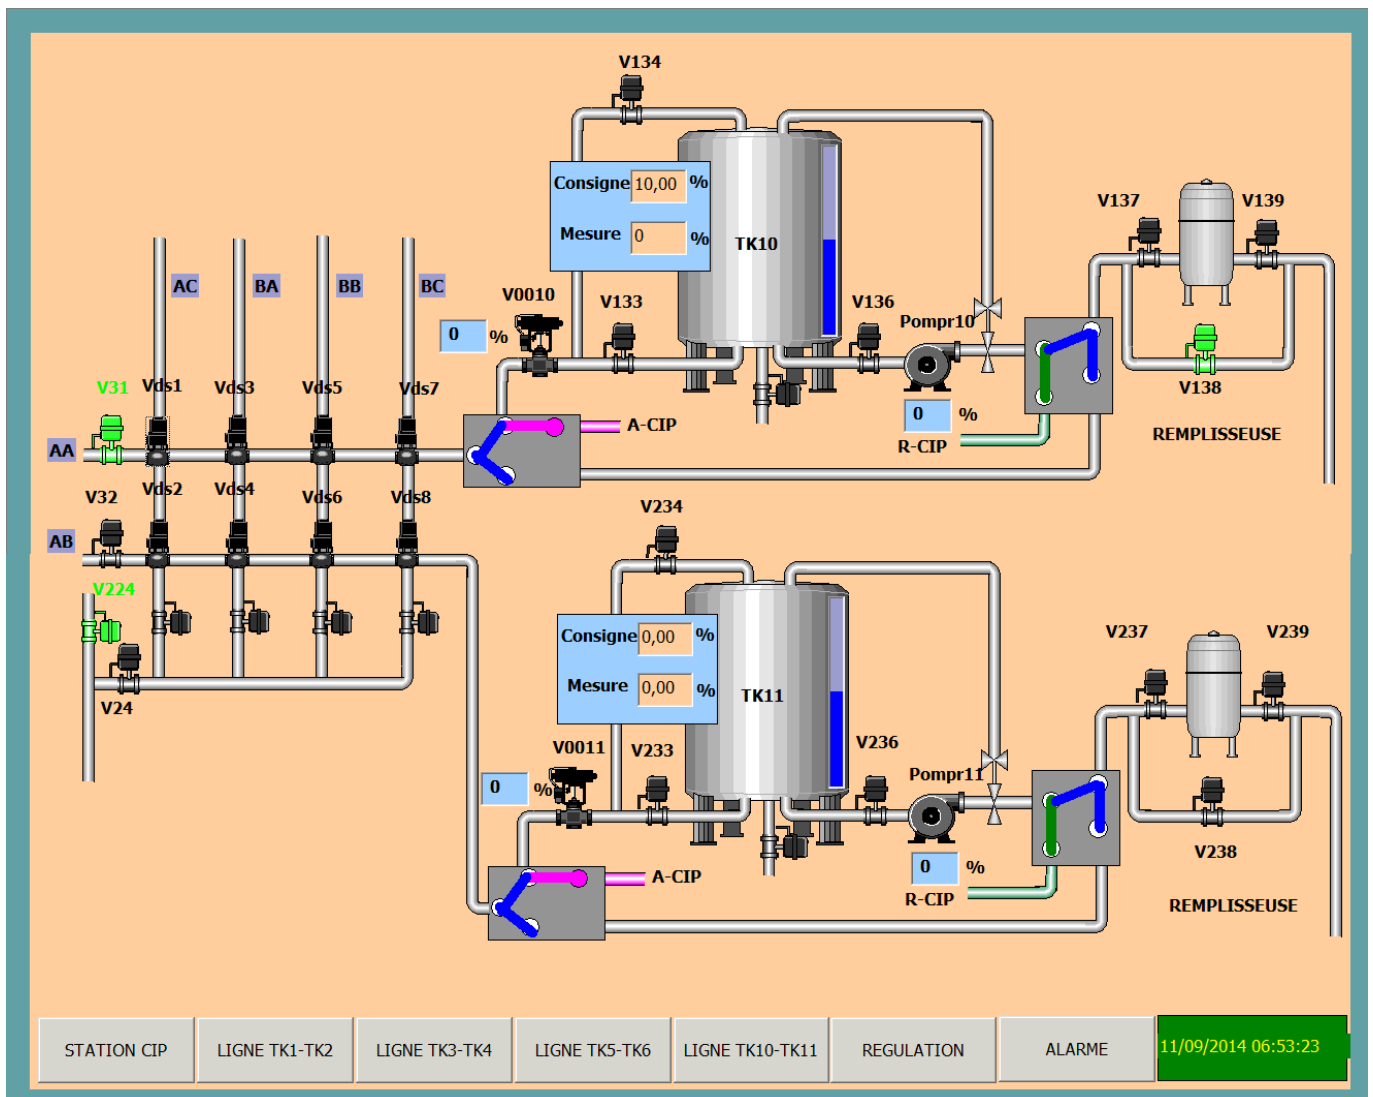 V134
Consigne 10,00 %
Mesure 0 %
TK10
V137
V139
AC
BA
BB
BC
V0010
V133
V136
Pompr10
0 %
V138
V31
Vds1
Vds3
Vds5
Vds7
0 %
A-CIP
R-CIP
REMPLISSEUSE
AA
V32
Vds2
Vds4
Vds6
Vds8
V234
AB
V224
Consigne 0,00 %
Mesure 0,00 %
TK11
V237
V239
V24
V0011
V233
V236
Pompr11
0 %
V238
0 %
A-CIP
R-CIP
REMPLISSEUSE
STATION CIP
LIGNE TK1-TK2
LIGNE TK3-TK4
LIGNE TK5-TK6
LIGNE TK10-TK11
REGULATION
ALARME
11/09/2014 06:53:23